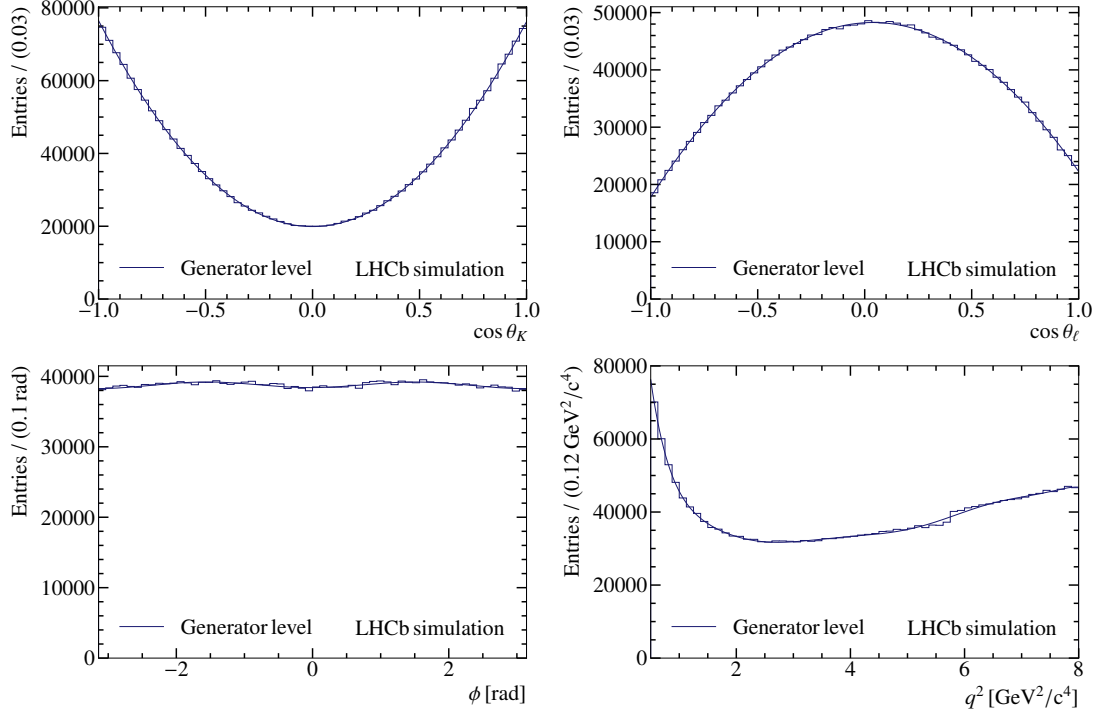 80000
60000
40000
20000
0
Entries / (0.03)
Generator level LHCb simulation
−1.0 −0.5 0.0 0.5 1.0
cos θK
50000
40000
30000
20000
10000
0
Entries / (0.03)
Generator level LHCb simulation
−1.0 −0.5 0.0 0.5 1.0
cos θℓ
40000
30000
20000
10000
0
Entries / (0.1 rad)
Generator level LHCb simulation
−2 0 2
ϕ [rad]
80000
60000
40000
20000
0
Entries / (0.12 GeV²/c⁴)
Generator level LHCb simulation
2 4 6 8
q² [GeV²/c⁴]